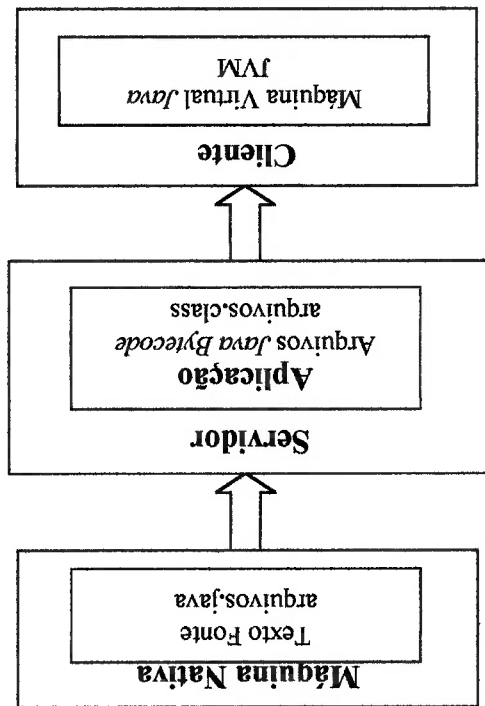 Máquina Nativa
Texto Fonte
arquivos.java
Servidor
Aplicação
Arquivos Java Bytecode
arquivos.class
Cliente
Máquina Virtual Java
JVM